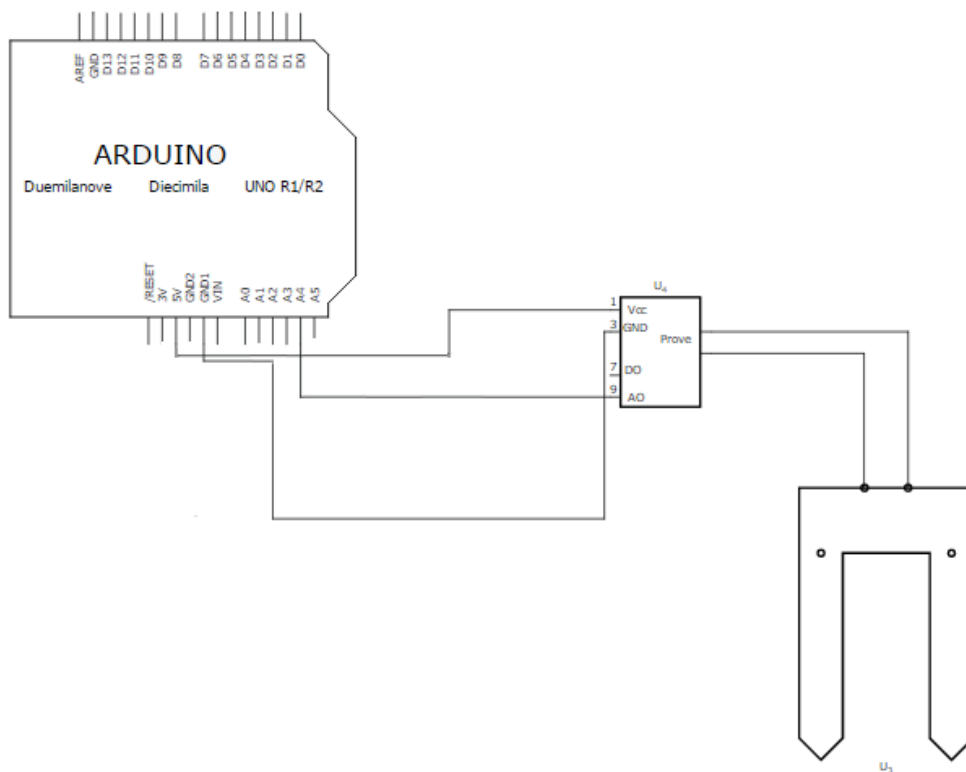 AREF GND D13 D12 D11 D10 D9 D8 D7 D6 D5 D4 D3 D2 D1 D0
ARDUINO
Duemilanove Diecimila UNO R1/R2
/RESET 3V 5V GND2 GND1 VIN A0 A1 A2 A3 A4 A5
U4
1 Vcc
3 GND
Prove
7 DO
9 AO
U3